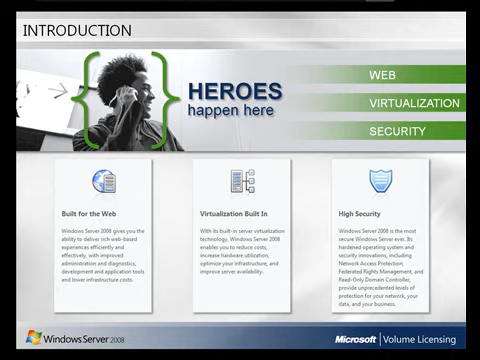 INTRODUCTION
HEROES
happen here
WEB
VIRTUALIZATION
SECURITY
Built for the Web
Windows Server 2008 gives you the
ability to deliver rich web-based
experiences efficiently and
effectively, with improved
administration and diagnostics,
development and application tools
and lower infrastructure costs.
Virtualization Built In
With its built-in server virtualization
technology, Windows Server 2008
enables you to reduce costs,
increase hardware utilization,
optimize your infrastructure, and
improve server availability.
High Security
Windows Server 2008 is the most
secure Windows Server ever. Its
hardened operating system and
security innovations, including
Network Access Protection,
Federated Rights Management, and
Read-Only Domain Controller,
provide unprecedented levels of
protection for your network, your
data, and your business.
Windows Server 2008
Microsoft Volume Licensing